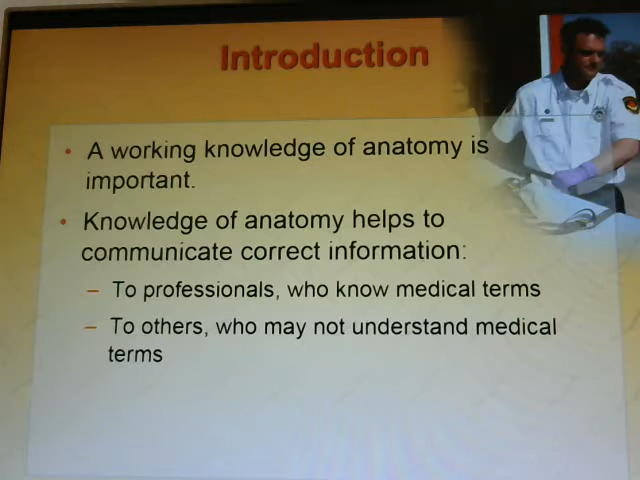 Introduction
• A working knowledge of anatomy is
important.
• Knowledge of anatomy helps to
communicate correct information:
– To professionals, who know medical terms
– To others, who may not understand medical
terms